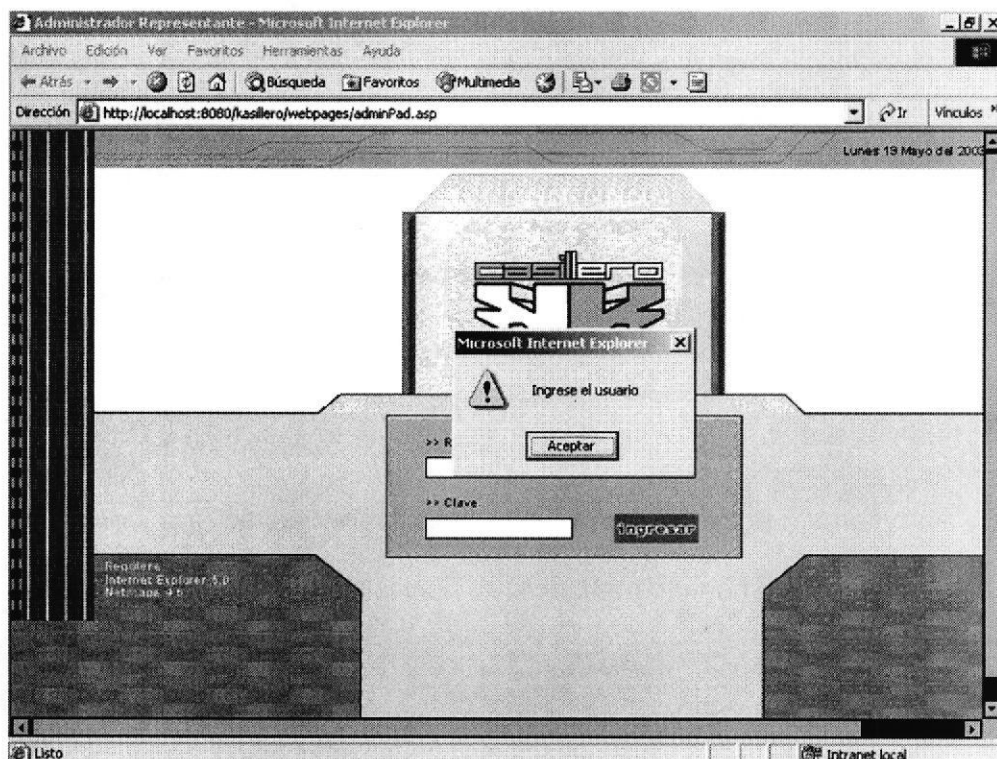 Administrador Representante - Microsoft Internet Explorer
Archivo Edición Ver Favoritos Herramientas Ayuda
Atrás Búsqueda Favoritos Multimedia
Dirección http://localhost:8080/kasillero/webpages/adminPad.asp Ir Vínculos »
Lunes 19 Mayo del 2003
casillero
Microsoft Internet Explorer
Ingrese el usuario
Aceptar
>> R
>> Clave
ingresar
Requiere
Internet Explorer 5.0
Netscape 4.6
Listo Intranet local